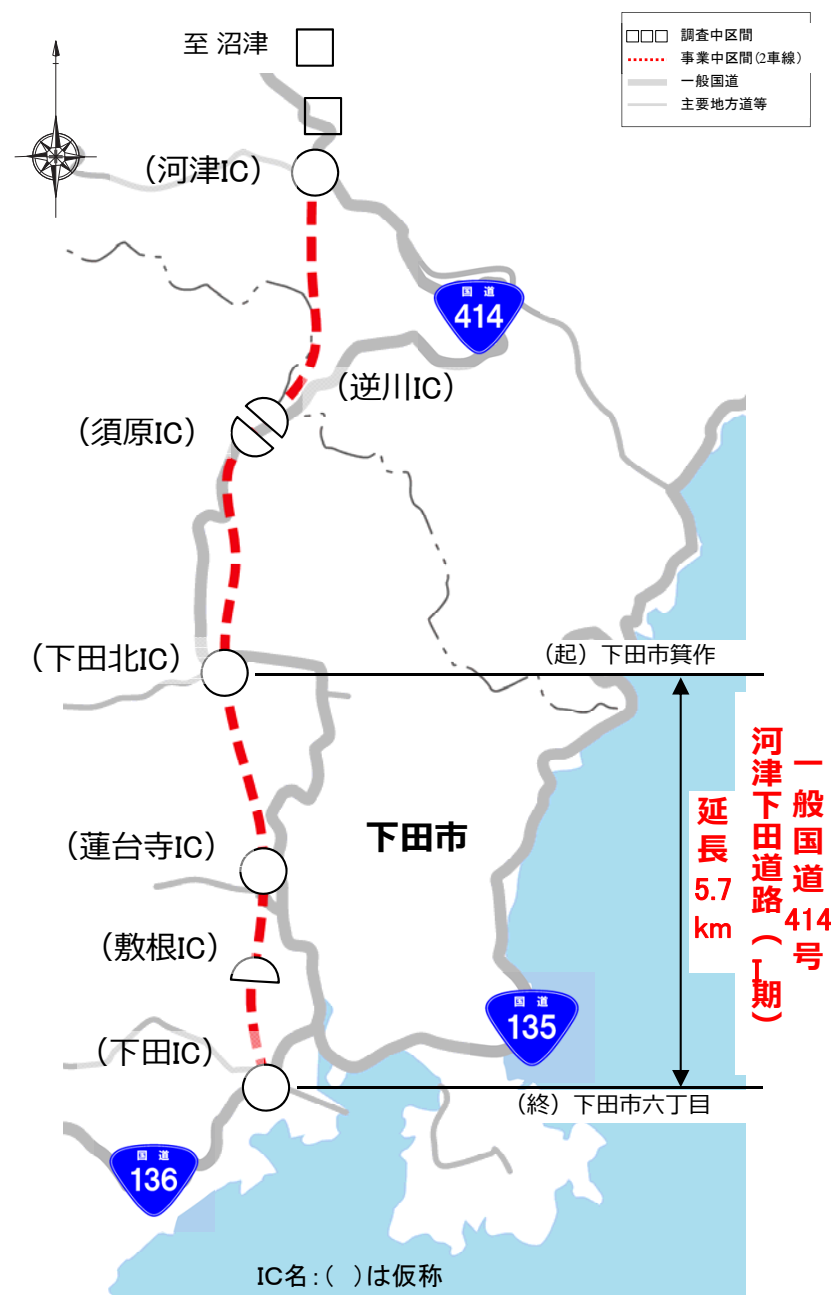 至 沼津
調査中区間
事業中区間(2車線)
一般国道
主要地方道等
(河津IC)
国道
414
(逆川IC)
(須原IC)
(下田北IC)
(起) 下田市箕作
(蓮台寺IC)
下田市
(敷根IC)
(下田IC)
国道
135
延長5.7km
河津下田道路(Ⅰ期)
一般国道414号
(終) 下田市六丁目
国道
136
IC名:( )は仮称